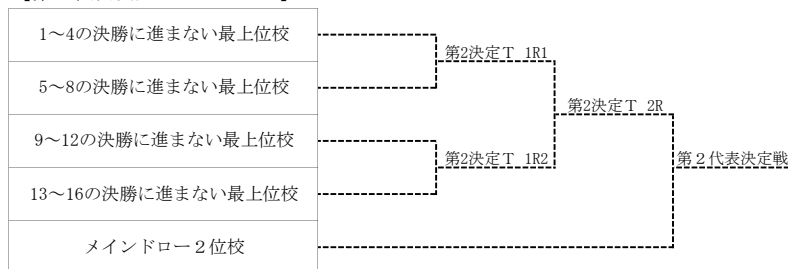 1～4の決勝に進まない最上位校
5～8の決勝に進まない最上位校
9～12の決勝に進まない最上位校
13～16の決勝に進まない最上位校
メインドロー２位校
第2決定Ｔ 1R1
第2決定Ｔ 1R2
第2決定Ｔ 2R
第２代表決定戦